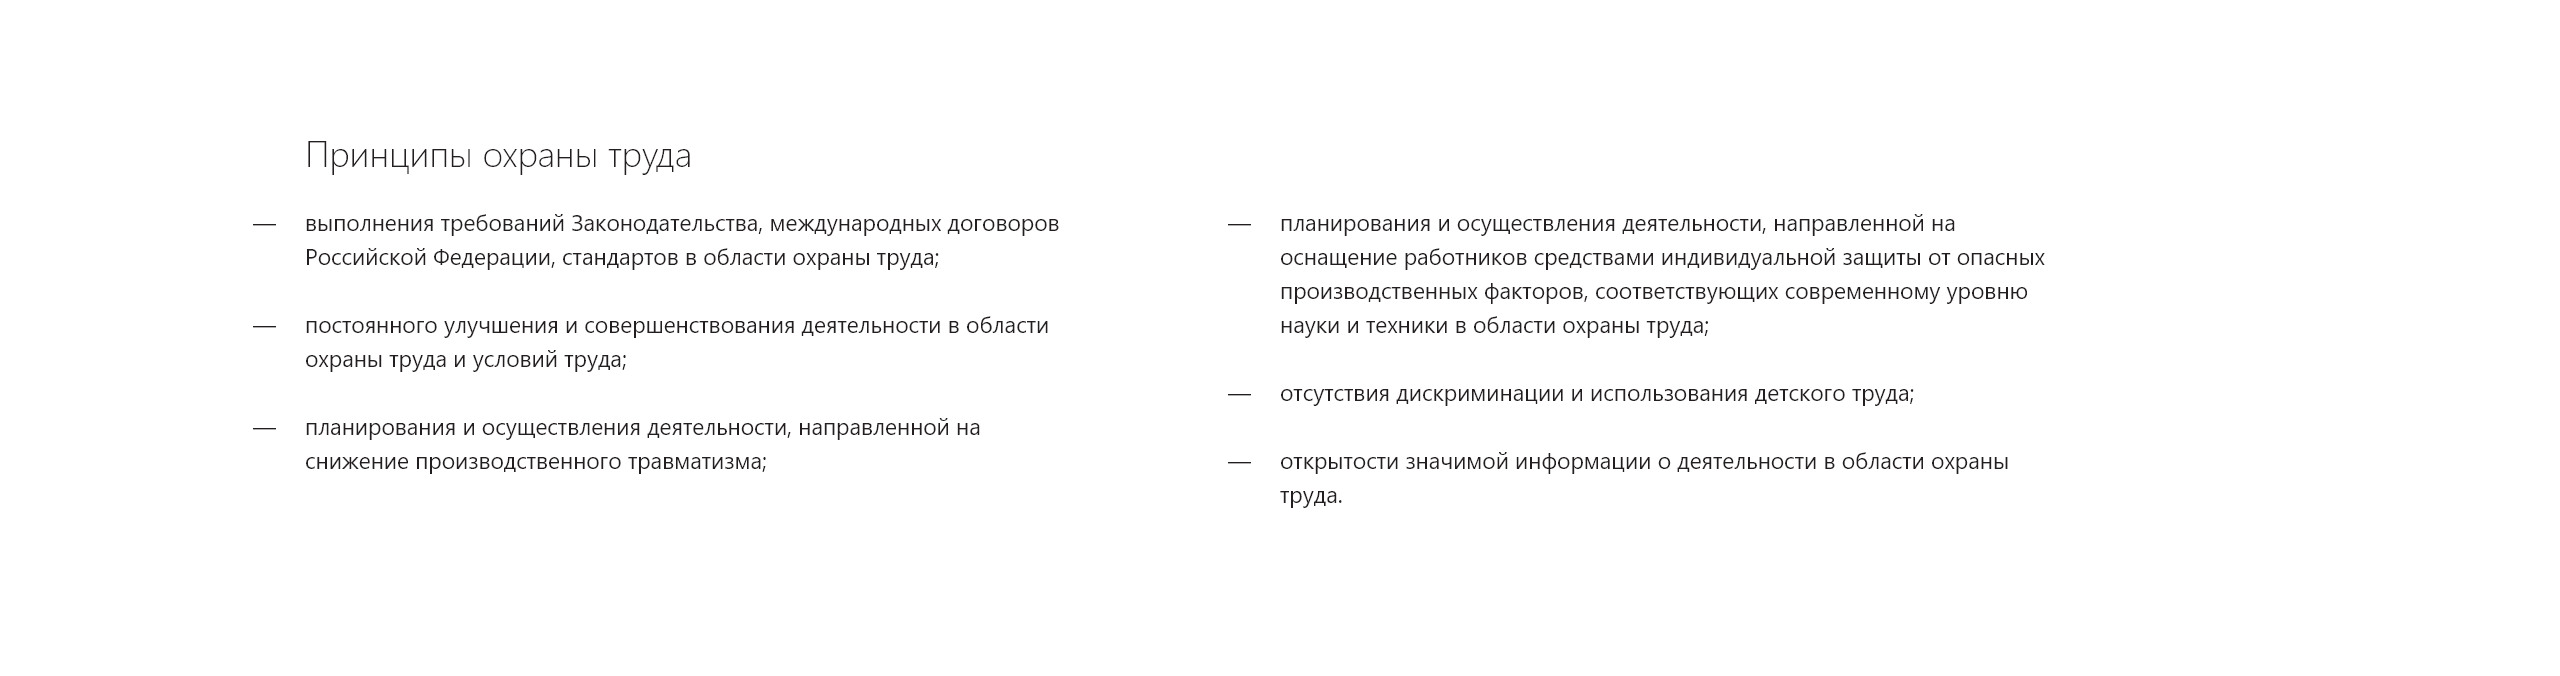 Принципы охраны труда
— выполнения требований Законодательства, международных договоров
Российской Федерации, стандартов в области охраны труда;
— постоянного улучшения и совершенствования деятельности в области
охраны труда и условий труда;
— планирования и осуществления деятельности, направленной на
снижение производственного травматизма;
— планирования и осуществления деятельности, направленной на
оснащение работников средствами индивидуальной защиты от опасных
производственных факторов, соответствующих современному уровню
науки и техники в области охраны труда;
— отсутствия дискриминации и использования детского труда;
— открытости значимой информации о деятельности в области охраны
труда.